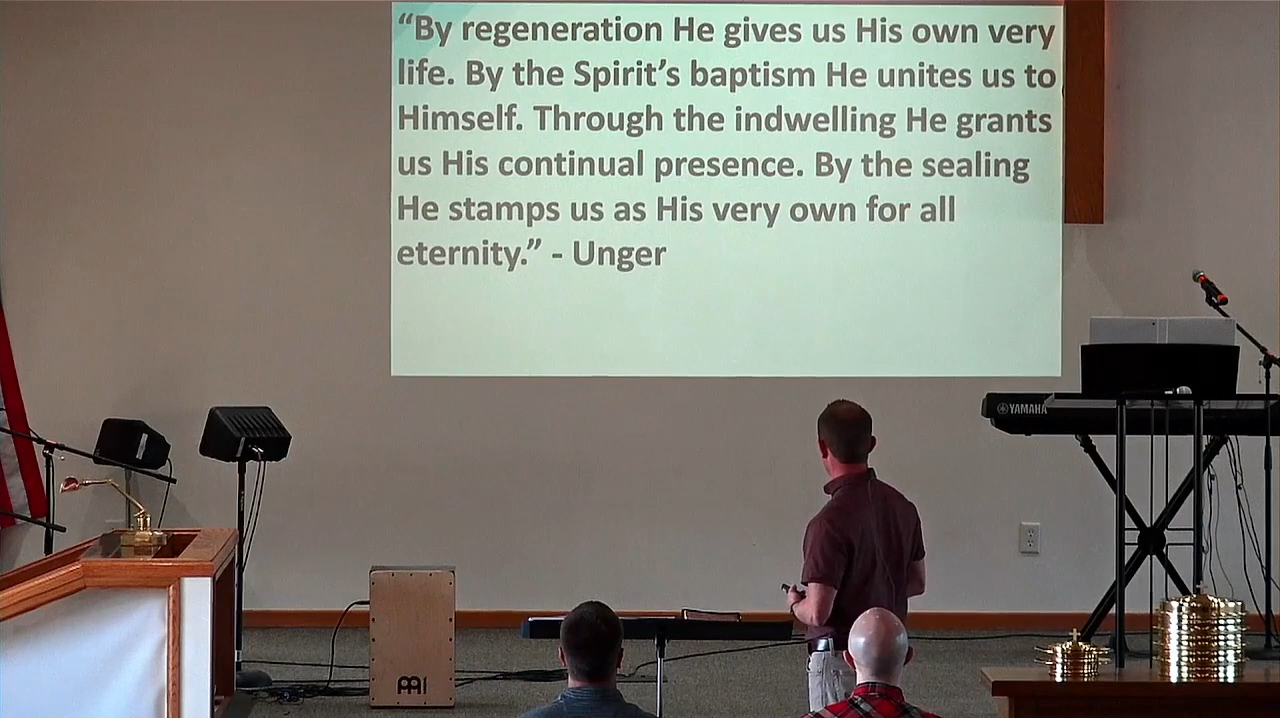 “By regeneration He gives us His own very
life. By the Spirit’s baptism He unites us to
Himself. Through the indwelling He grants
us His continual presence. By the sealing
He stamps us as His very own for all
eternity.” - Unger
YAMAHA